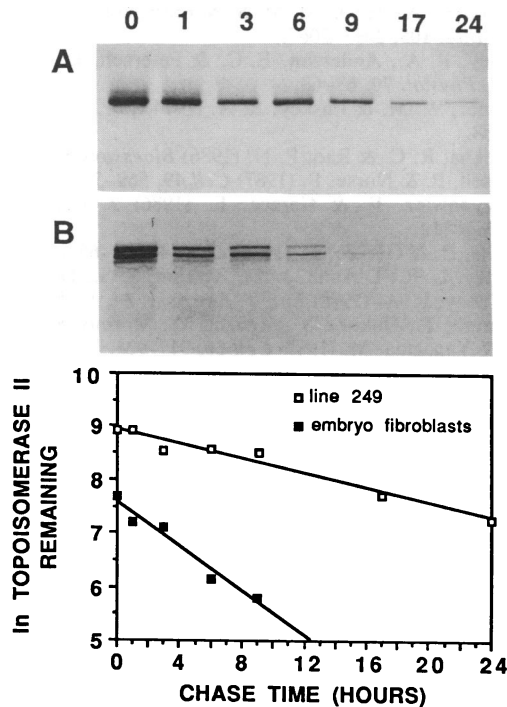 0 1 3 6 9 17 24
A
B
10
9
8
7
6
5
ln TOPOISOMERASE II
REMAINING
line 249
embryo fibroblasts
0 4 8 12 16 20 24
CHASE TIME (HOURS)